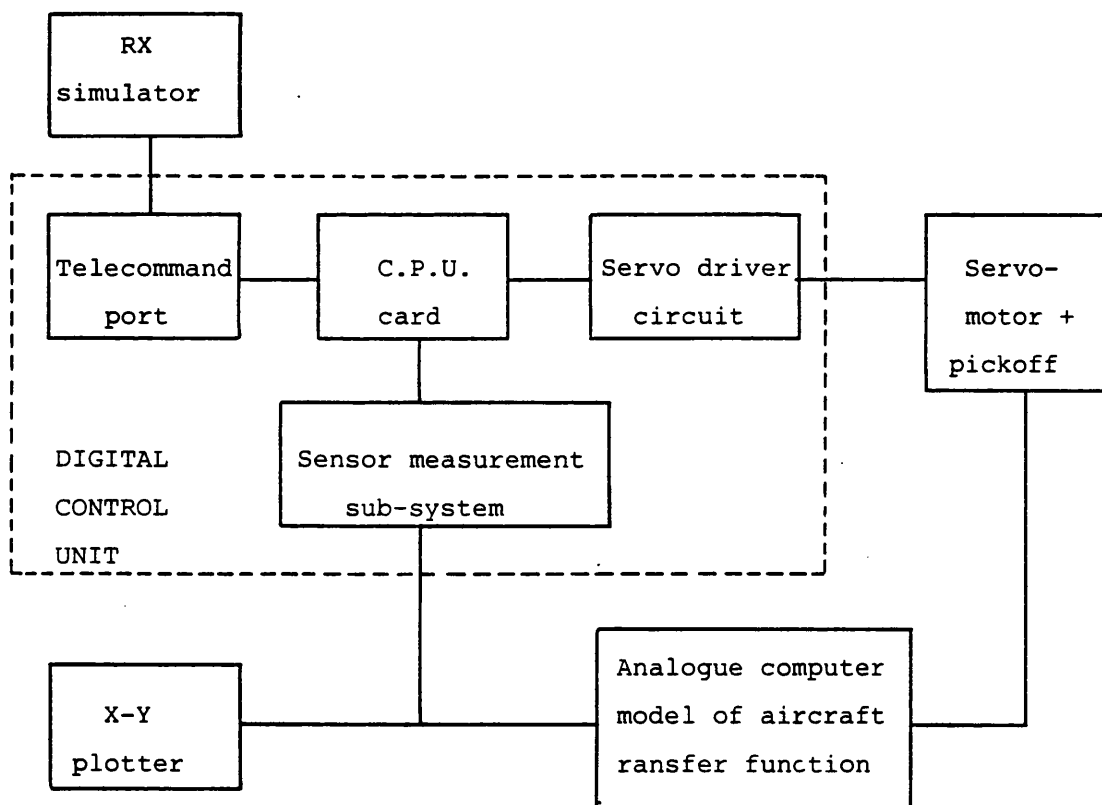 RX
simulator
Telecommand
port
C.P.U.
card
Servo driver
circuit
Servo-
motor +
pickoff
DIGITAL
CONTROL
UNIT
Sensor measurement
sub-system
X-Y
plotter
Analogue computer
model of aircraft
ransfer function